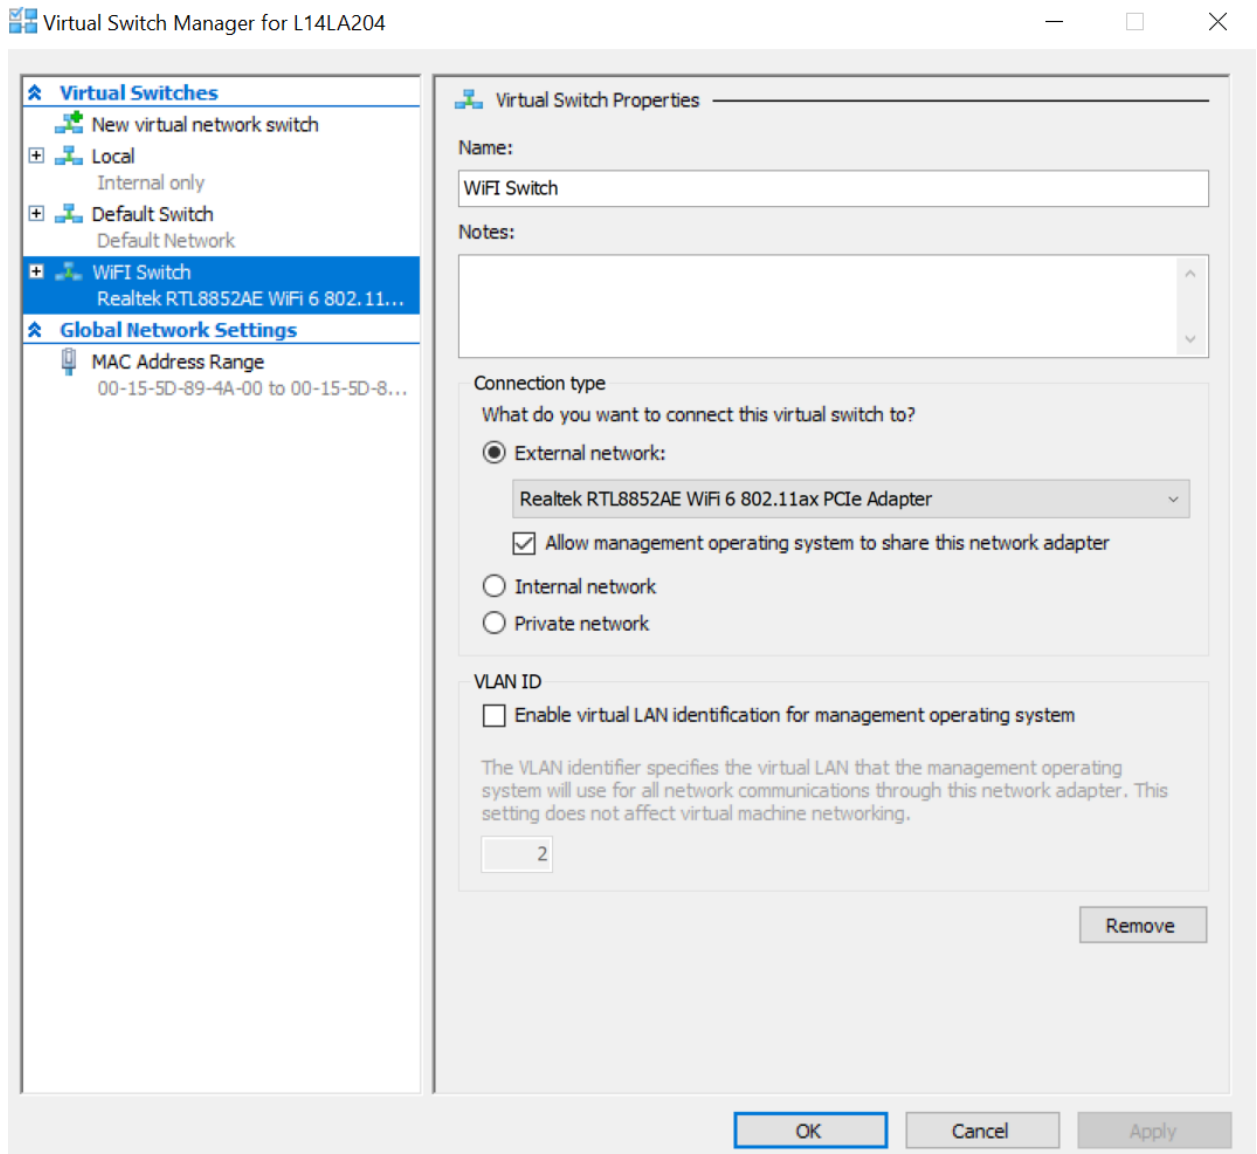 Virtual Switch Manager for L14LA204
Virtual Switches
New virtual network switch
Local
Internal only
Default Switch
Default Network
WiFI Switch
Realtek RTL8852AE WiFi 6 802.11...
Global Network Settings
MAC Address Range
00-15-5D-89-4A-00 to 00-15-5D-8...
Virtual Switch Properties
Name:
WiFI Switch
Notes:
Connection type
What do you want to connect this virtual switch to?
External network:
Realtek RTL8852AE WiFi 6 802.11ax PCIe Adapter
Allow management operating system to share this network adapter
Internal network
Private network
VLAN ID
Enable virtual LAN identification for management operating system
The VLAN identifier specifies the virtual LAN that the management operating
system will use for all network communications through this network adapter. This
setting does not affect virtual machine networking.
2
Remove
OK
Cancel
Apply